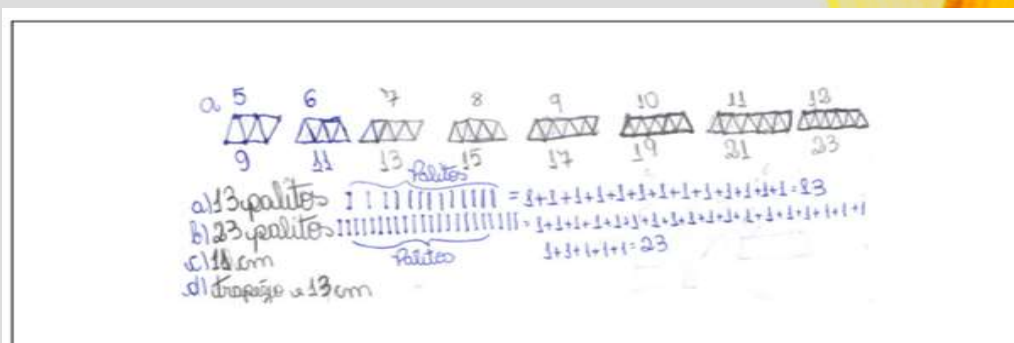 a 5 6 7 8 9 10 11 12
9 11 13 15 17 19 21 23
Palitos
a) 13 palitos = 1+1+1+1+1+1+1+1+1+1+1+1+1=13
b) 23 palitos
1+1+1+1+1=23
Palitos
c) 11 cm
d) trapézio e 13 cm